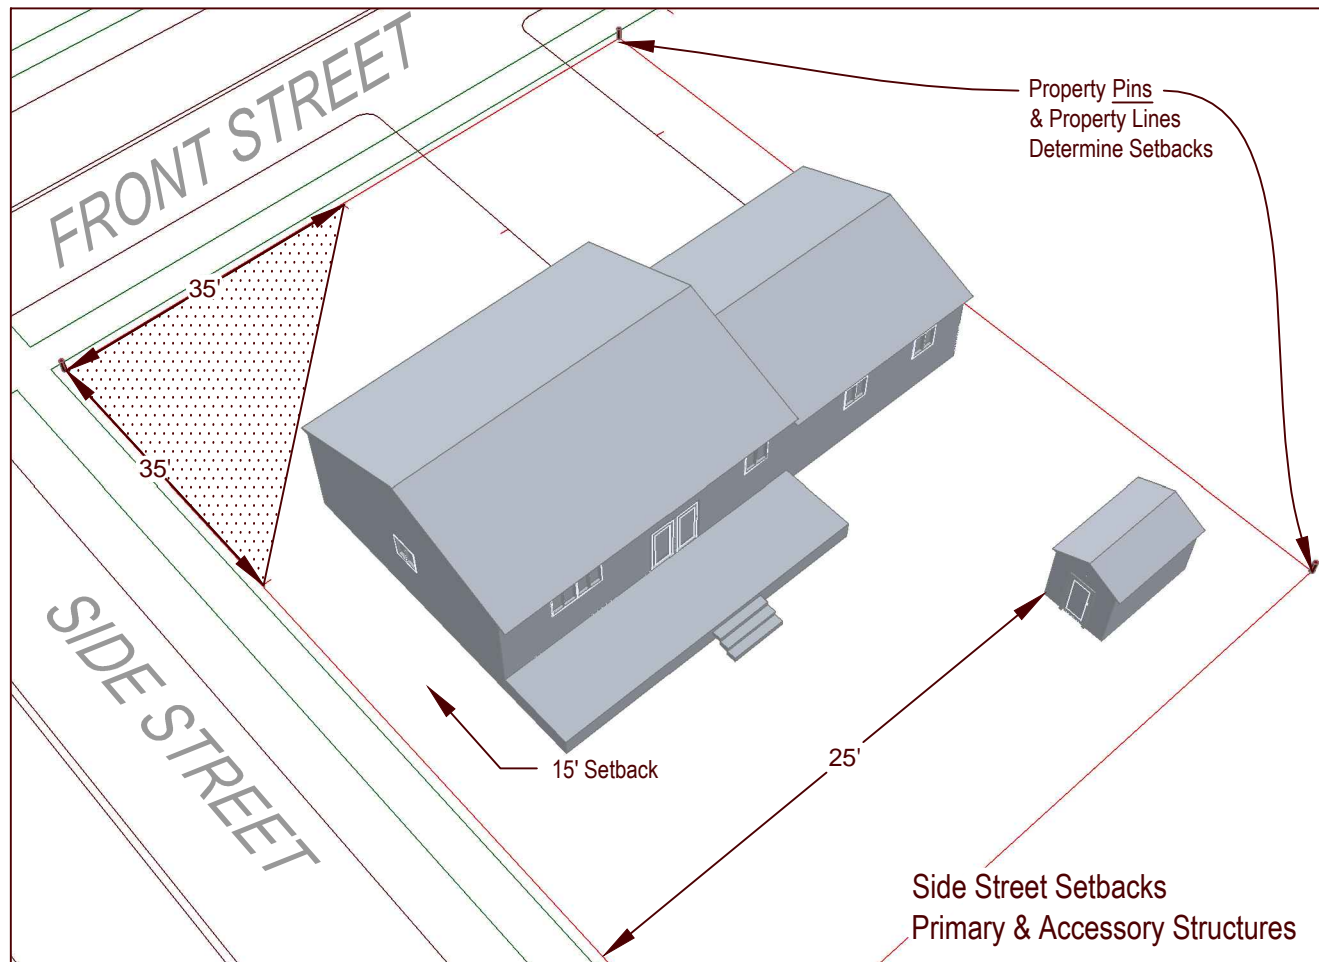 FRONT STREET
Property Pins
& Property Lines
Determine Setbacks
35'
35'
SIDE STREET
15' Setback
25'
Side Street Setbacks
Primary & Accessory Structures